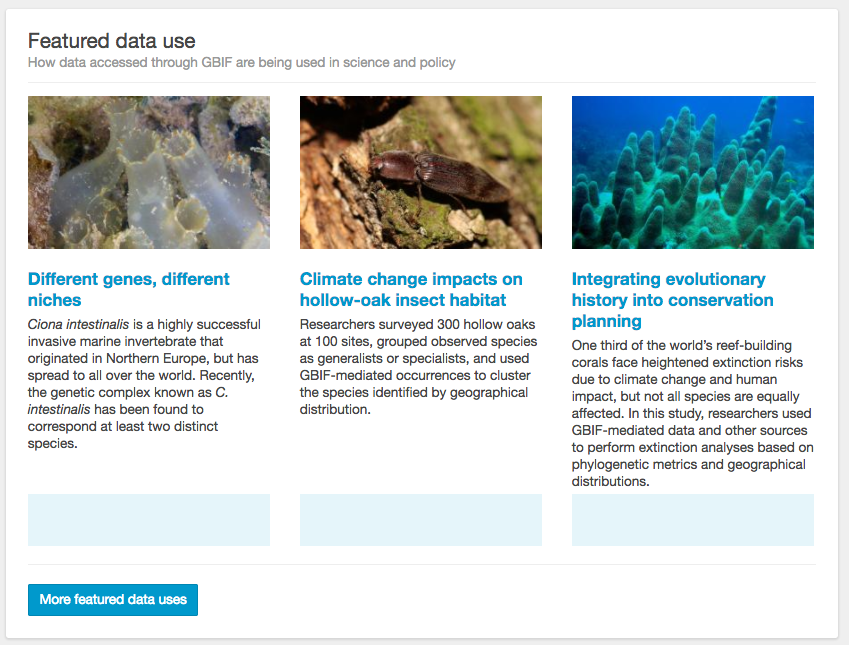 Featured data use
How data accessed through GBIF are being used in science and policy
Different genes, different
niches
Ciona intestinalis is a highly successful
invasive marine invertebrate that
originated in Northern Europe, but has
spread to all over the world. Recently,
the genetic complex known as C.
intestinalis has been found to
correspond at least two distinct
species.
Climate change impacts on
hollow-oak insect habitat
Researchers surveyed 300 hollow oaks
at 100 sites, grouped observed species
as generalists or specialists, and used
GBIF-mediated occurrences to cluster
the species identified by geographical
distribution.
Integrating evolutionary
history into conservation
planning
One third of the world’s reef-building
corals face heightened extinction risks
due to climate change and human
impact, but not all species are equally
affected. In this study, researchers used
GBIF-mediated data and other sources
to perform extinction analyses based on
phylogenetic metrics and geographical
distributions.
More featured data uses